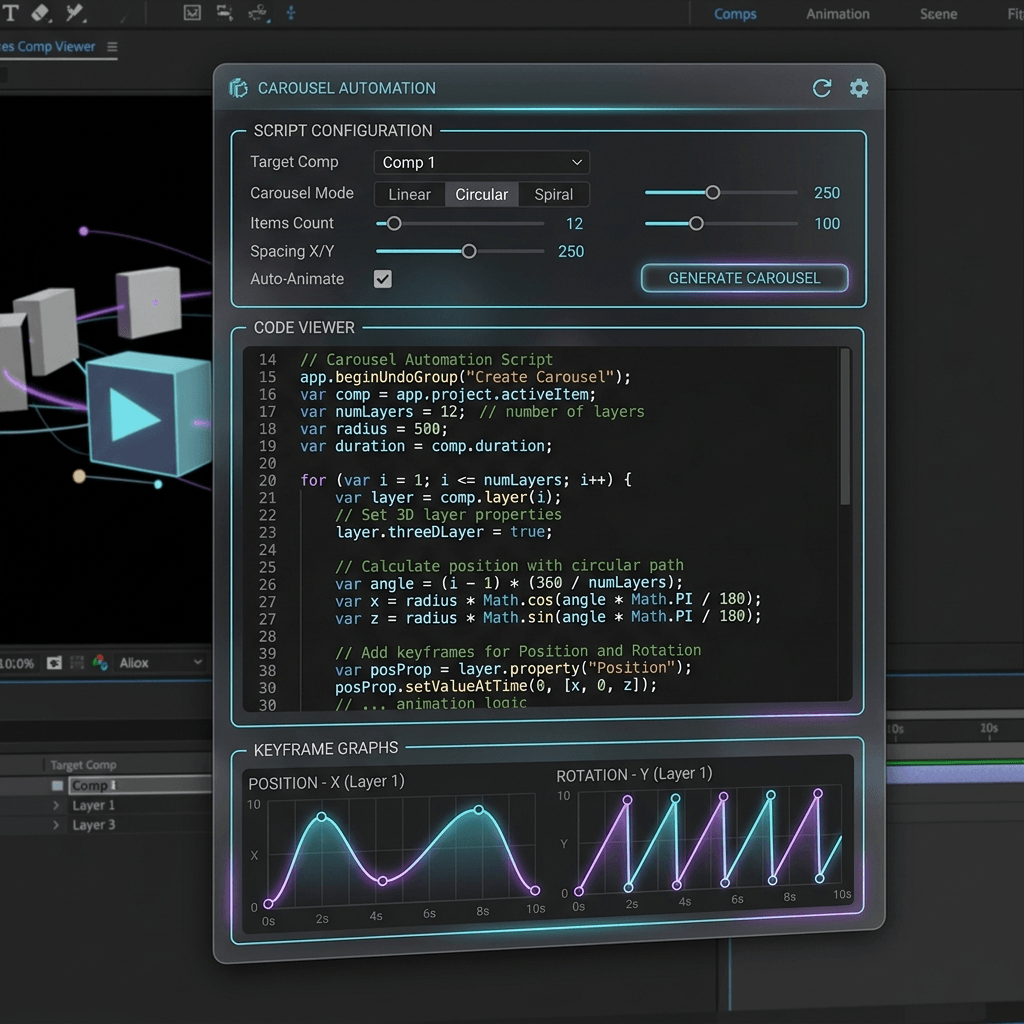 T
Comps Animation Scene Fit
es Comp Viewer
CAROUSEL AUTOMATION
SCRIPT CONFIGURATION
Target Comp Comp 1
Carousel Mode Linear Circular Spiral 250
Items Count 12 100
Spacing X/Y 250
Auto-Animate GENERATE CAROUSEL
CODE VIEWER
14 // Carousel Automation Script
15 app.beginUndoGroup("Create Carousel");
16 var comp = app.project.activeItem;
17 var numLayers = 12; // number of layers
18 var radius = 500;
19 var duration = comp.duration;
20
20 for (var i = 1; i <= numLayers; i++) {
21 var layer = comp.layer(i);
22 // Set 3D layer properties
23 layer.threeDLayer = true;
24
25 // Calculate position with circular path
26 var angle = (i - 1) * (360 / numLayers);
27 var x = radius * Math.cos(angle * Math.PI / 180);
27 var z = radius * Math.sin(angle * Math.PI / 180);
28
39 // Add keyframes for Position and Rotation
38 var posProp = layer.property("Position");
30 posProp.setValueAtTime(0, [x, 0, z]);
30 // ... animation logic
10:0% Aliox
Target Comp
Comp 1
Layer 1
Layer 3
KEYFRAME GRAPHS
POSITION - X (Layer 1)
10
X
0
0s 2s 4s 6s 8s 10s
ROTATION - Y (Layer 1)
10
Y
0
0s 2s 4s 6s 8s 10s
10s 20s